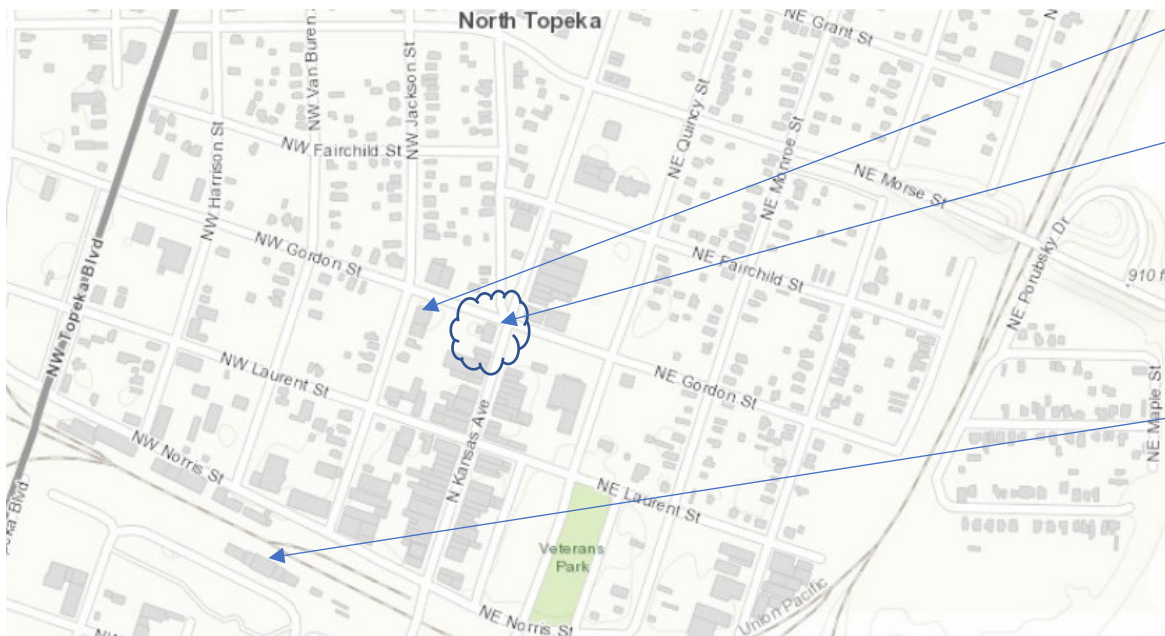 North Topeka
NE Grant St
NW Van Buren
NW Jackson St
NE Quincy St
NE Monroe St
NW Harrison St
NW Fairchild St
NE Morse St
NE Porubsky Dr
NW Gordon St
NE Fairchild St
910 f
NW Topeka Blvd
NW Laurent St
NE Gordon St
NE Maple St
N Kansas Ave
NW Norris St
NE Laurent St
peka Blvd
Veterans
Park
Union Pacific
NE Norris St